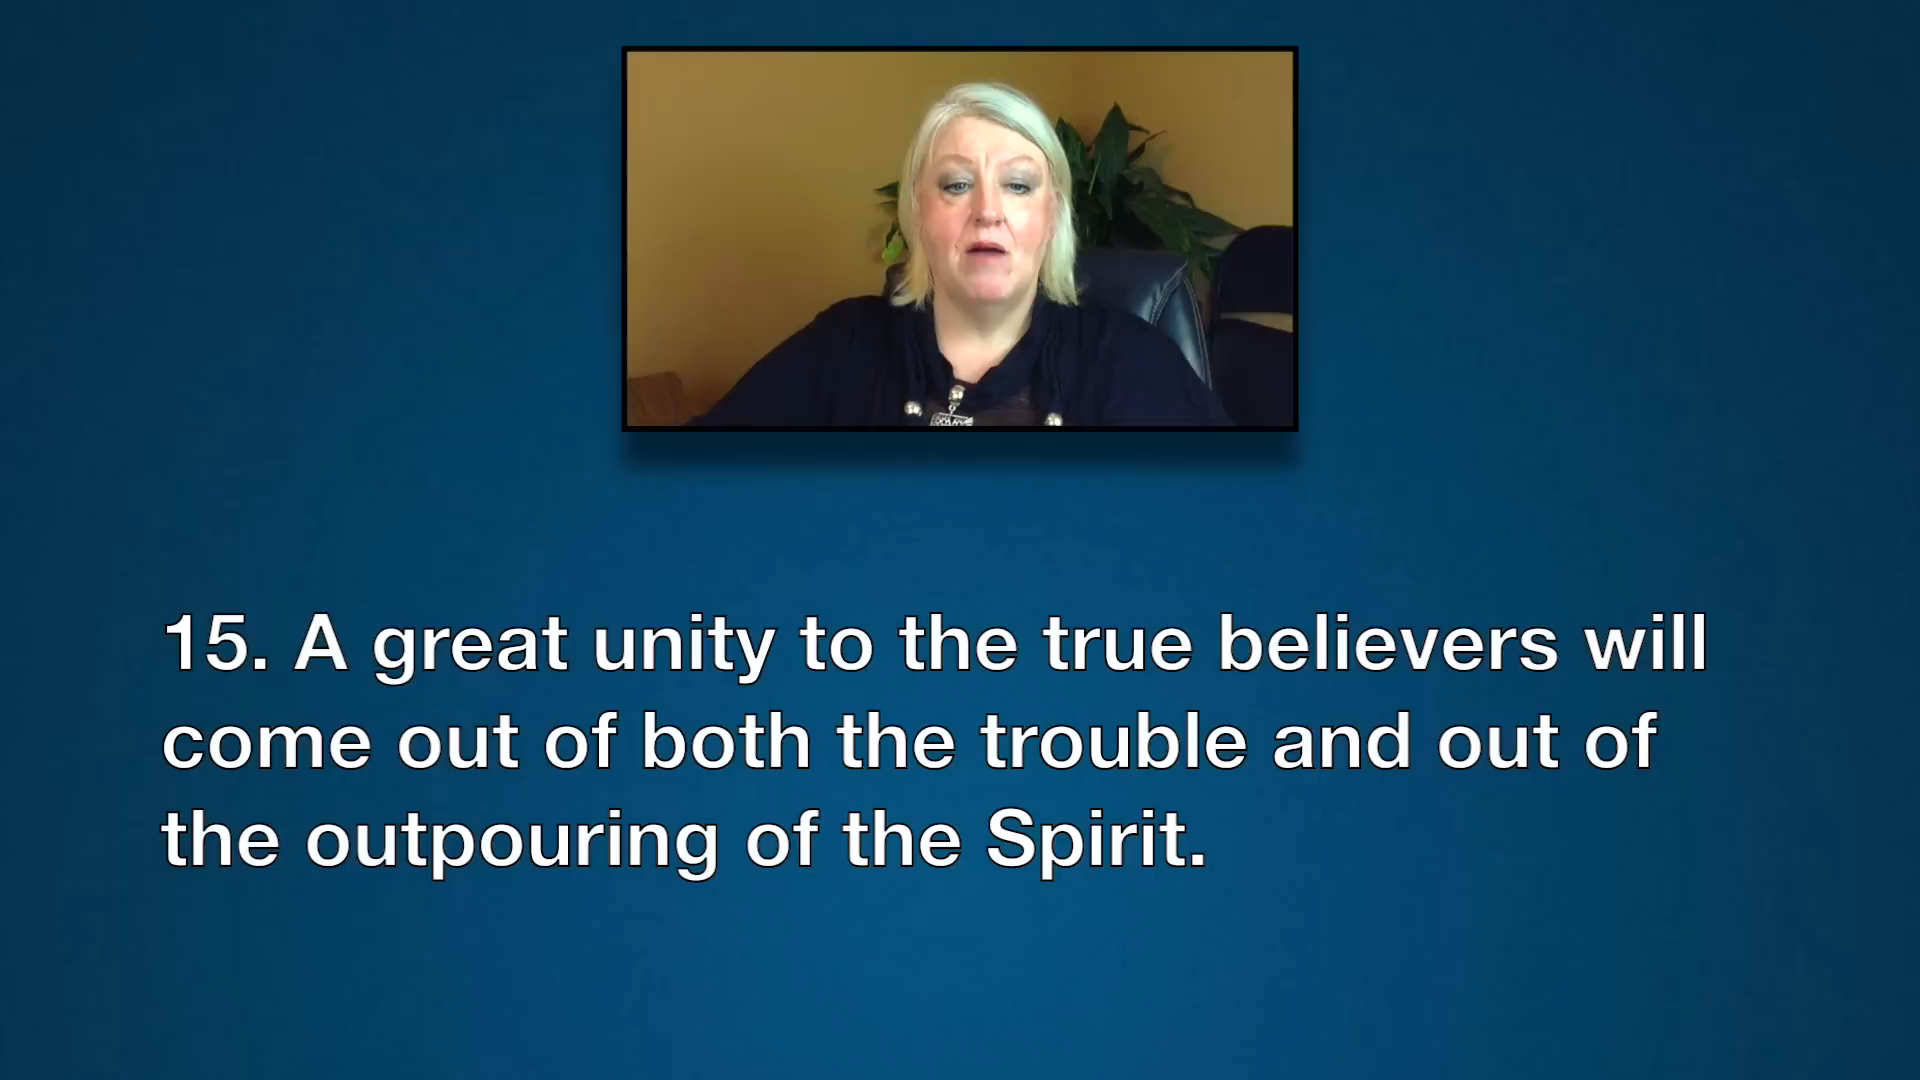 15. A great unity to the true believers will
come out of both the trouble and out of
the outpouring of the Spirit.